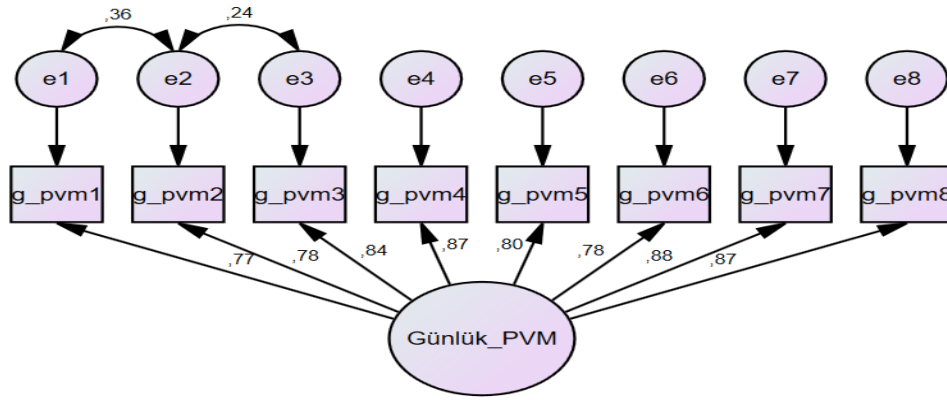 ,36 ,24
e1 e2 e3 e4 e5 e6 e7 e8
g_pvm1 g_pvm2 g_pvm3 g_pvm4 g_pvm5 g_pvm6 g_pvm7 g_pvm8
,77 ,78 ,84 ,87 ,80 ,78 ,88 ,87
Günlük_PVM